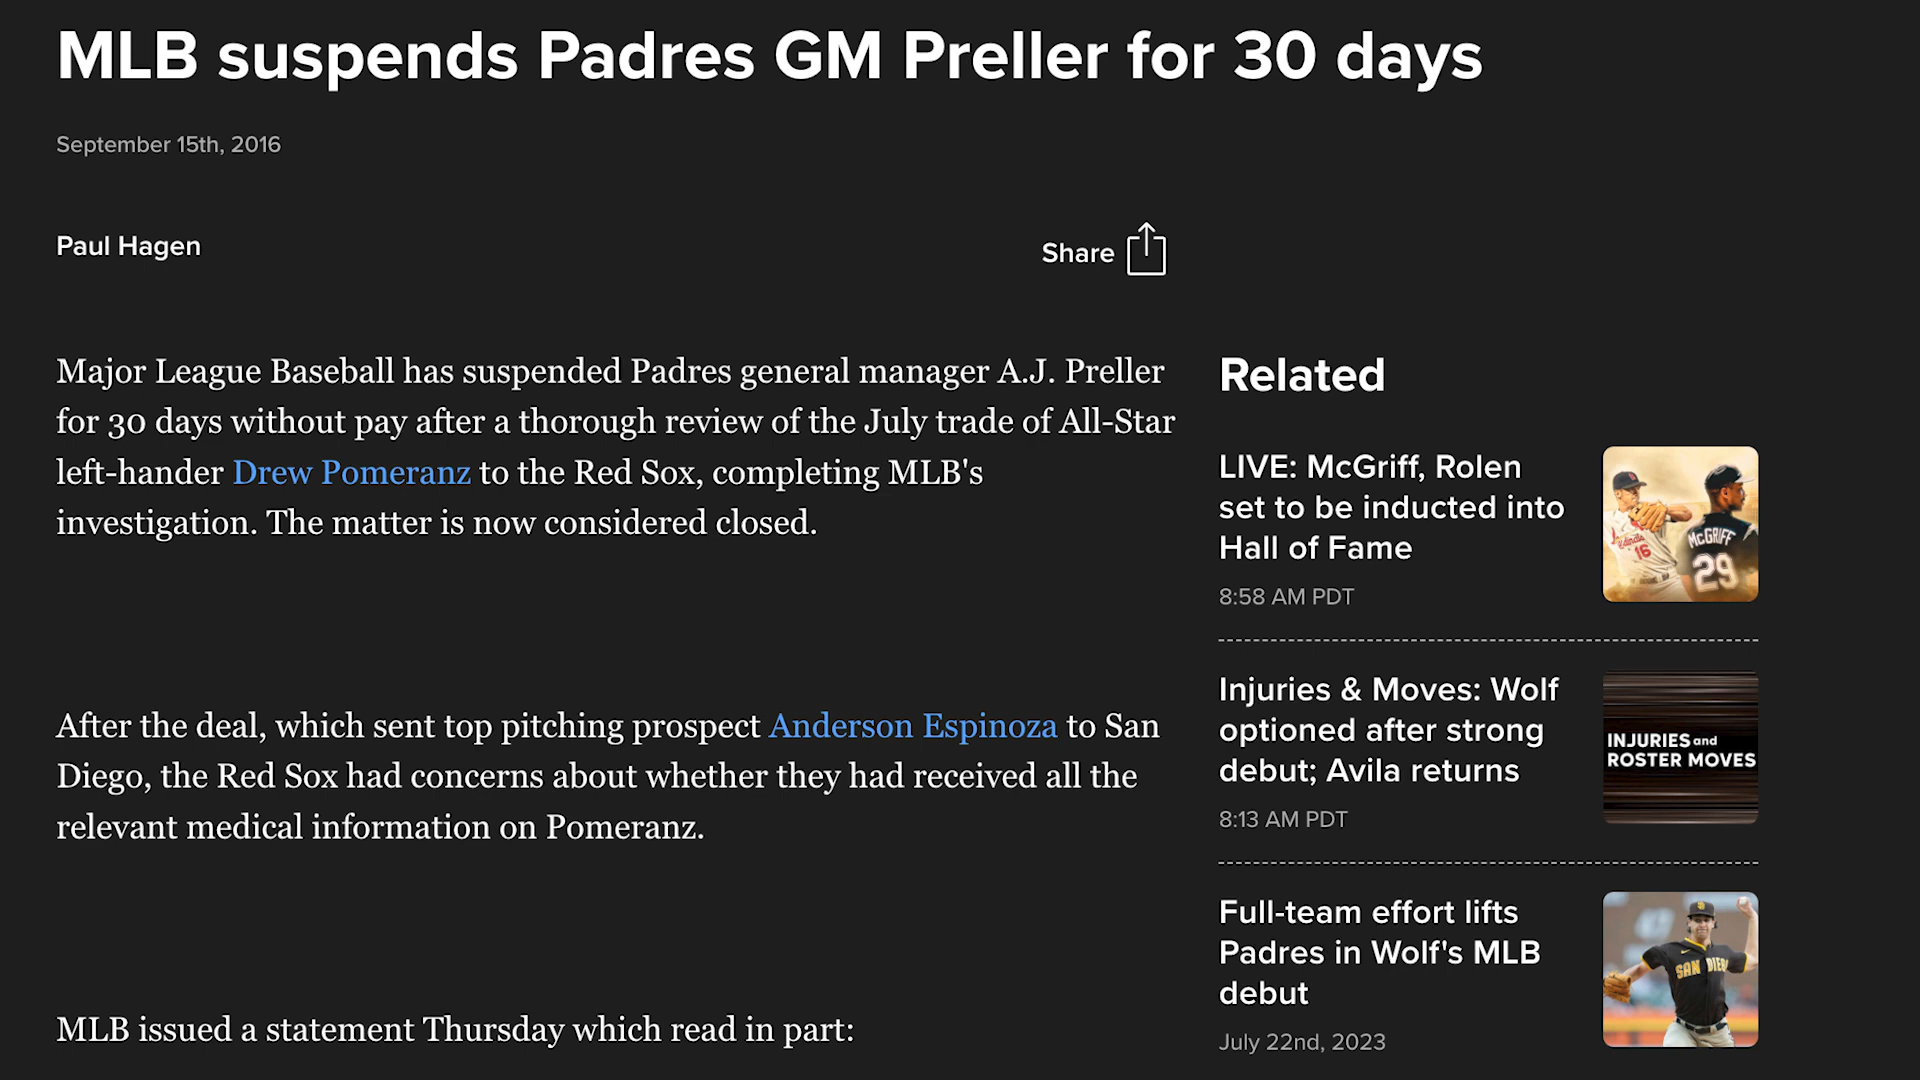 MLB suspends Padres GM Preller for 30 days
September 15th, 2016
Paul Hagen
Share
Major League Baseball has suspended Padres general manager A.J. Preller
for 30 days without pay after a thorough review of the July trade of All-Star
left-hander Drew Pomeranz to the Red Sox, completing MLB's
investigation. The matter is now considered closed.
After the deal, which sent top pitching prospect Anderson Espinoza to San
Diego, the Red Sox had concerns about whether they had received all the
relevant medical information on Pomeranz.
MLB issued a statement Thursday which read in part:
Related
LIVE: McGriff, Rolen
set to be inducted into
Hall of Fame
8:58 AM PDT
Cardinals
16
McGRIFF
29
Injuries & Moves: Wolf
optioned after strong
debut; Avila returns
8:13 AM PDT
INJURIES and
ROSTER MOVES
Full-team effort lifts
Padres in Wolf's MLB
debut
July 22nd, 2023
SAN DIEGO